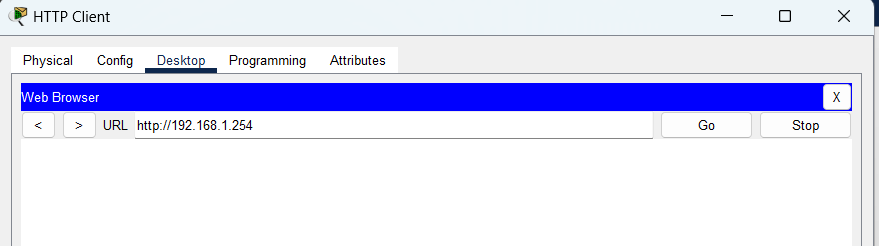 HTTP Client
Physical Config Desktop Programming Attributes
Web Browser X
< > URL http://192.168.1.254 Go Stop